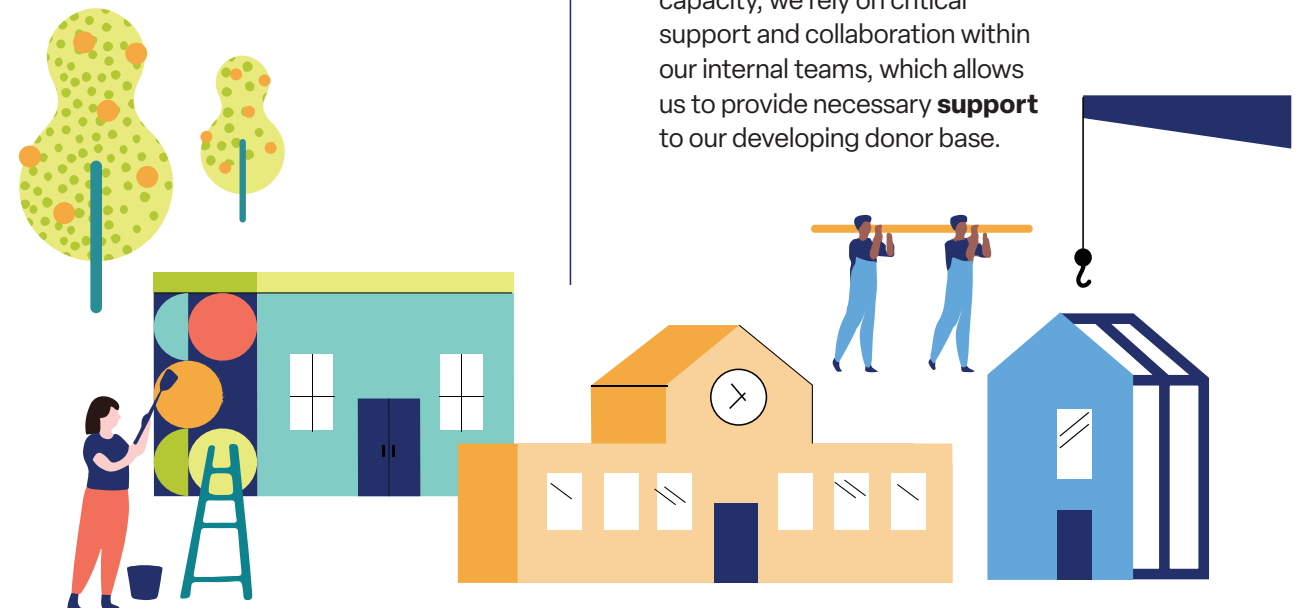 capacity, we rely on critical
support and collaboration within
our internal teams, which allows
us to provide necessary support
to our developing donor base.